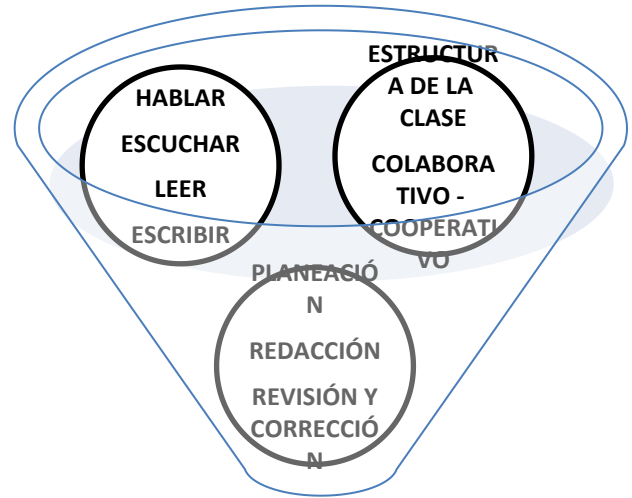 HABLAR
ESCUCHAR
LEER
ESCRIBIR
ESTRUCTUR
A DE LA
CLASE
COLABORA
TIVO -
COOPERATI
VO
PLANEACIÓ
N
REDACCIÓN
REVISIÓN Y
CORRECCIÓ
N